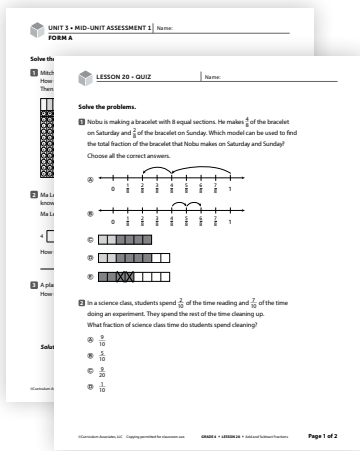 UNIT 3 • MID-UNIT ASSESSMENT 1 Name:
FORM A
Solve the
1 Mitch
How
Then
2 Ma Le
know
Ma Le
4
How
3 A pla
How
Solut
LESSON 20 • QUIZ Name:
Solve the problems.
1 Nobu is making a bracelet with 8 equal sections. He makes 4/8 of the bracelet
on Saturday and 2/8 of the bracelet on Sunday. Which model can be used to find
the total fraction of the bracelet that Nobu makes on Saturday and Sunday?
Choose all the correct answers.
A
0 1/8 2/8 3/8 4/8 5/8 6/8 7/8 1
B
0 1/8 2/8 3/8 4/8 5/8 6/8 7/8 1
C
D
E
2 In a science class, students spend 2/10 of the time reading and 7/10 of the time
doing an experiment. They spend the rest of the time cleaning up.
What fraction of science class time do students spend cleaning?
A 9/10
B 5/10
C 9/20
D 1/10
©Curriculum Associates, LLC Copying permitted for classroom use. GRADE 4 • LESSON 20 • Add and Subtract Fractions Page 1 of 2